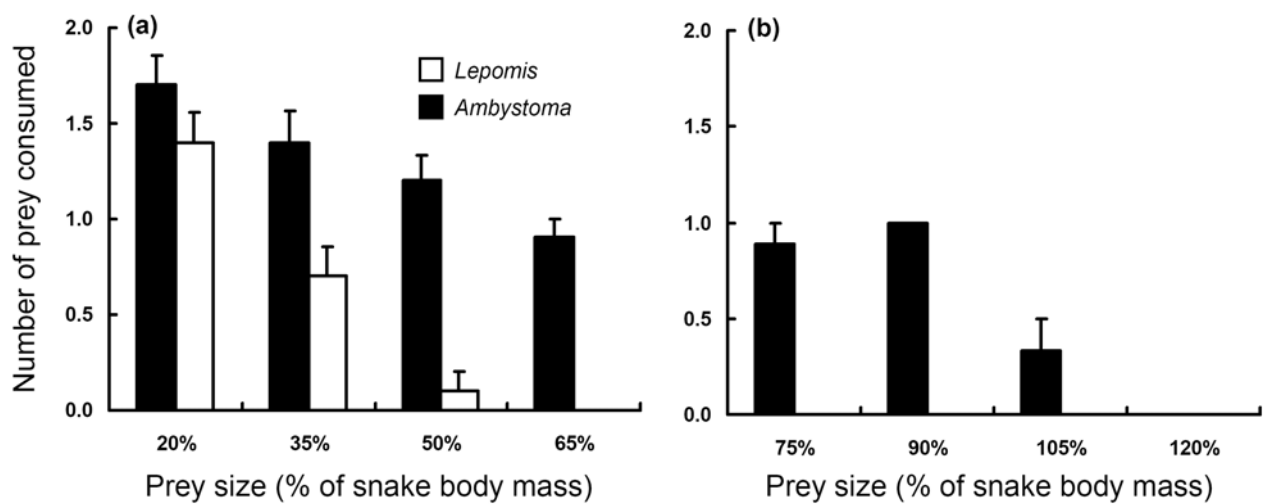 Number of prey consumed
(a)
2.0
1.5
1.0
0.5
0.0
Lepomis
Ambystoma
20% 35% 50% 65%
Prey size (% of snake body mass)
(b)
2.0
1.5
1.0
0.5
0.0
75% 90% 105% 120%
Prey size (% of snake body mass)